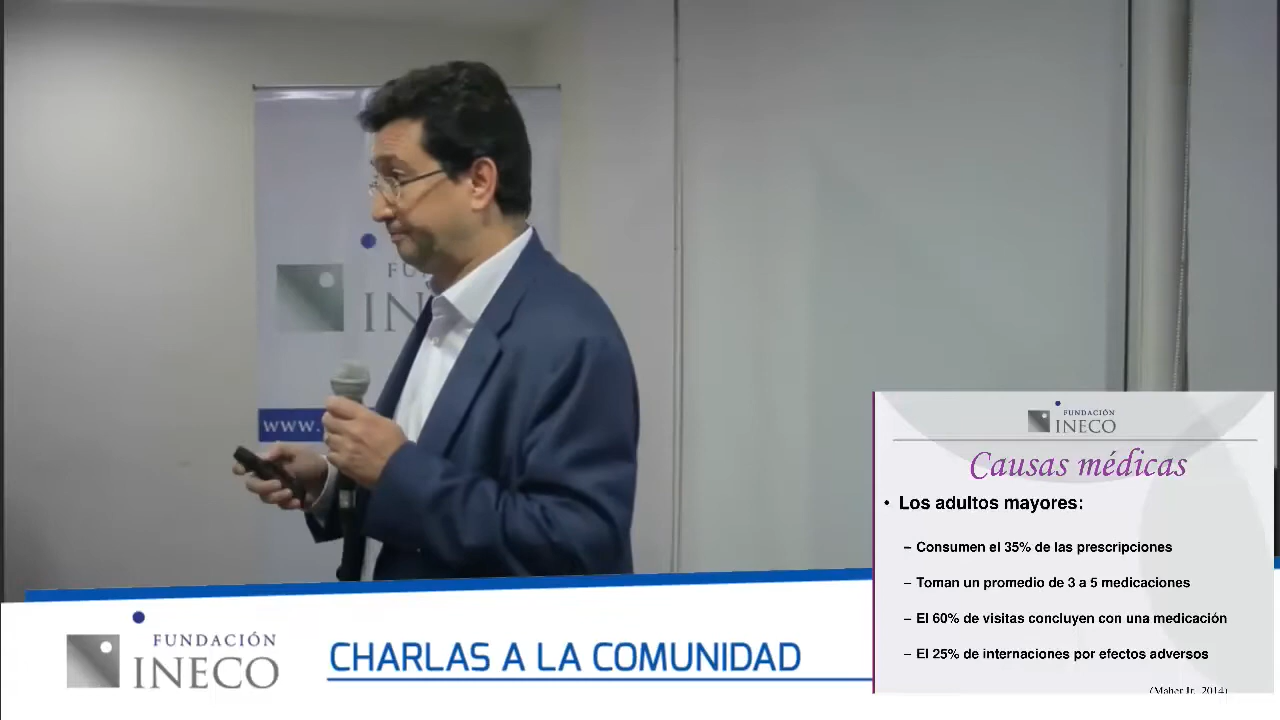 FU
IN
www.
FUNDACIÓN
INECO
CHARLAS A LA COMUNIDAD
FUNDACIÓN
INECO
Causas médicas
• Los adultos mayores:
– Consumen el 35% de las prescripciones
– Toman un promedio de 3 a 5 medicaciones
– El 60% de visitas concluyen con una medicación
– El 25% de internaciones por efectos adversos
(Maher Jr, 2014)